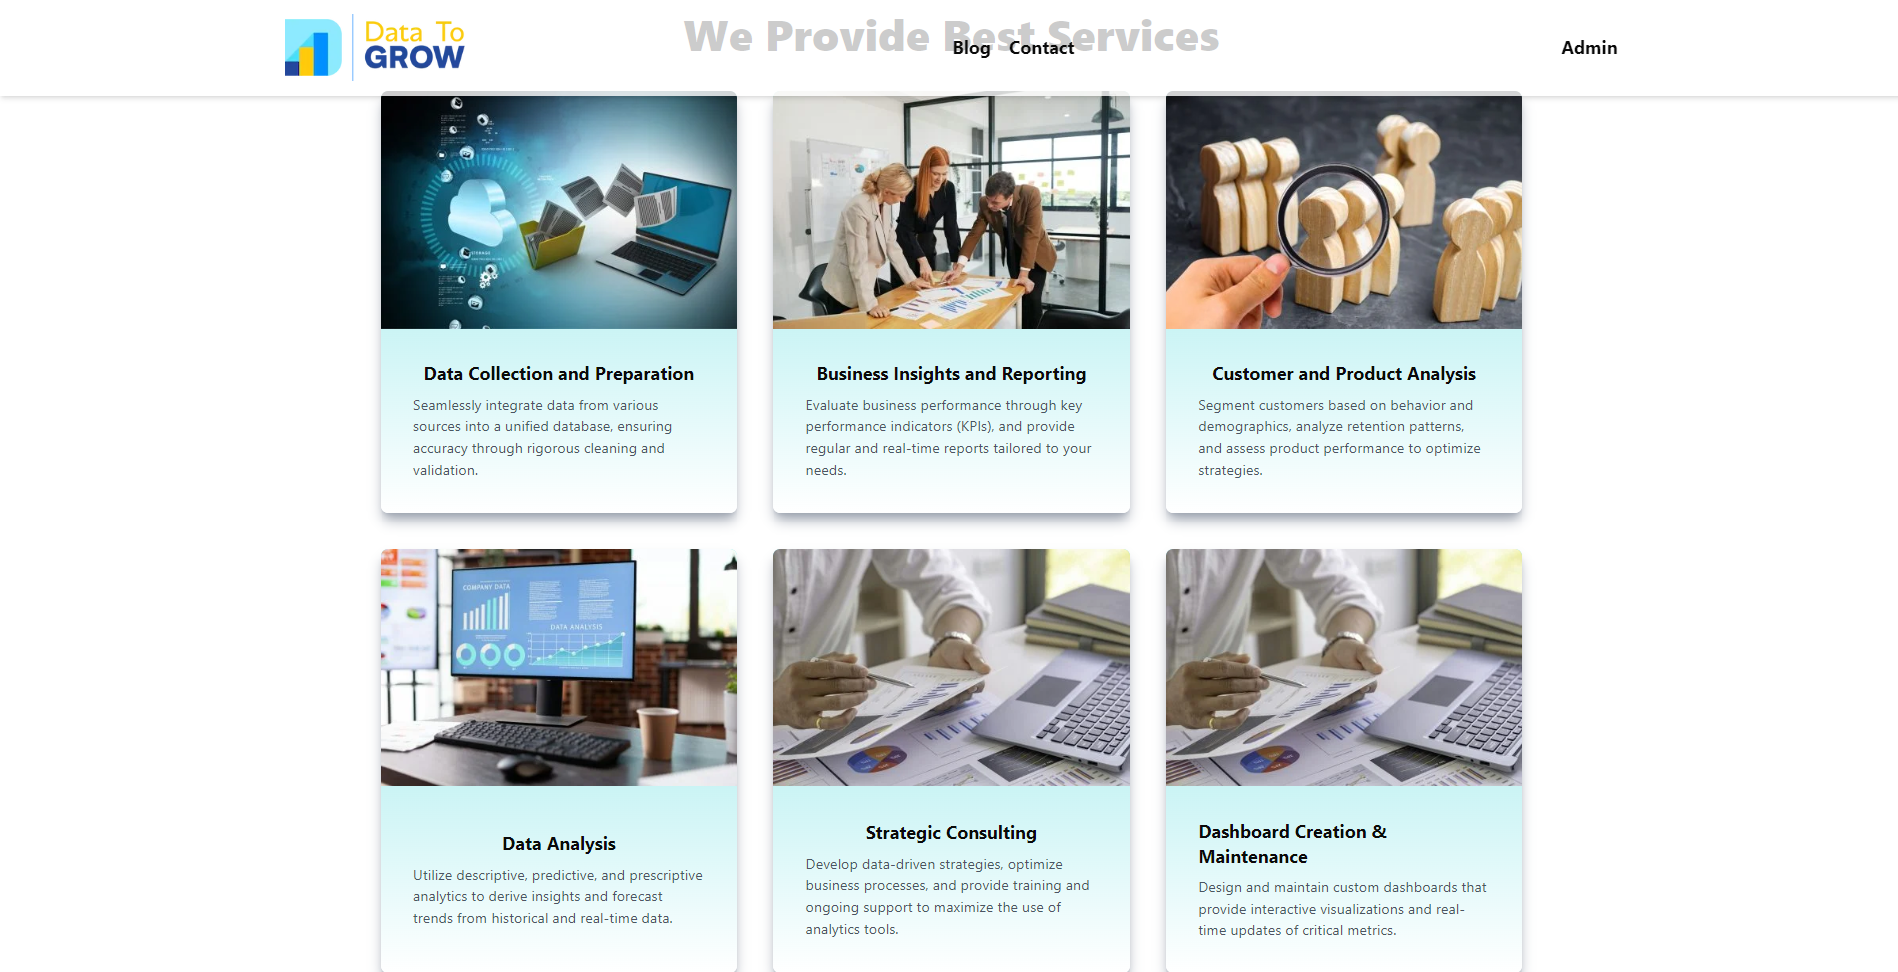 Data To
GROW
We Provide Best Services
Blog Contact
Admin
Data Collection and Preparation
Seamlessly integrate data from various
sources into a unified database, ensuring
accuracy through rigorous cleaning and
validation.
Business Insights and Reporting
Evaluate business performance through key
performance indicators (KPIs), and provide
regular and real-time reports tailored to your
needs.
Customer and Product Analysis
Segment customers based on behavior and
demographics, analyze retention patterns,
and assess product performance to optimize
strategies.
COMPANY DATA
DATA ANALYSIS
Data Analysis
Utilize descriptive, predictive, and prescriptive
analytics to derive insights and forecast
trends from historical and real-time data.
Strategic Consulting
Develop data-driven strategies, optimize
business processes, and provide training and
ongoing support to maximize the use of
analytics tools.
Dashboard Creation &
Maintenance
Design and maintain custom dashboards that
provide interactive visualizations and real-
time updates of critical metrics.